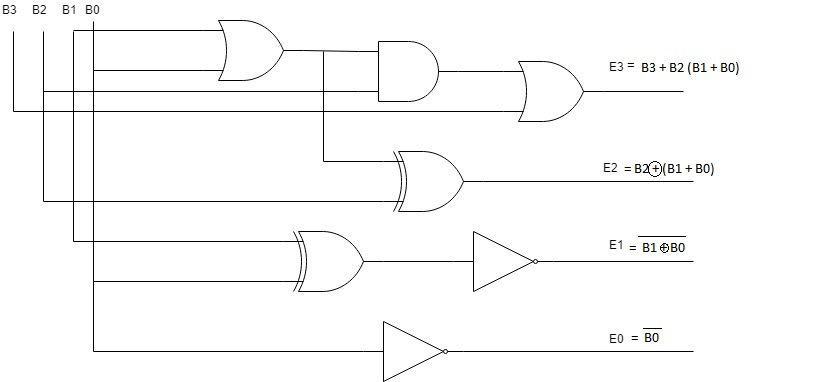 B3 B2 B1 B0
E3 = B3 + B2 (B1 + B0)
E2 = B2⊕(B1 + B0)
E1 = B1⊕B0
E0 = B0